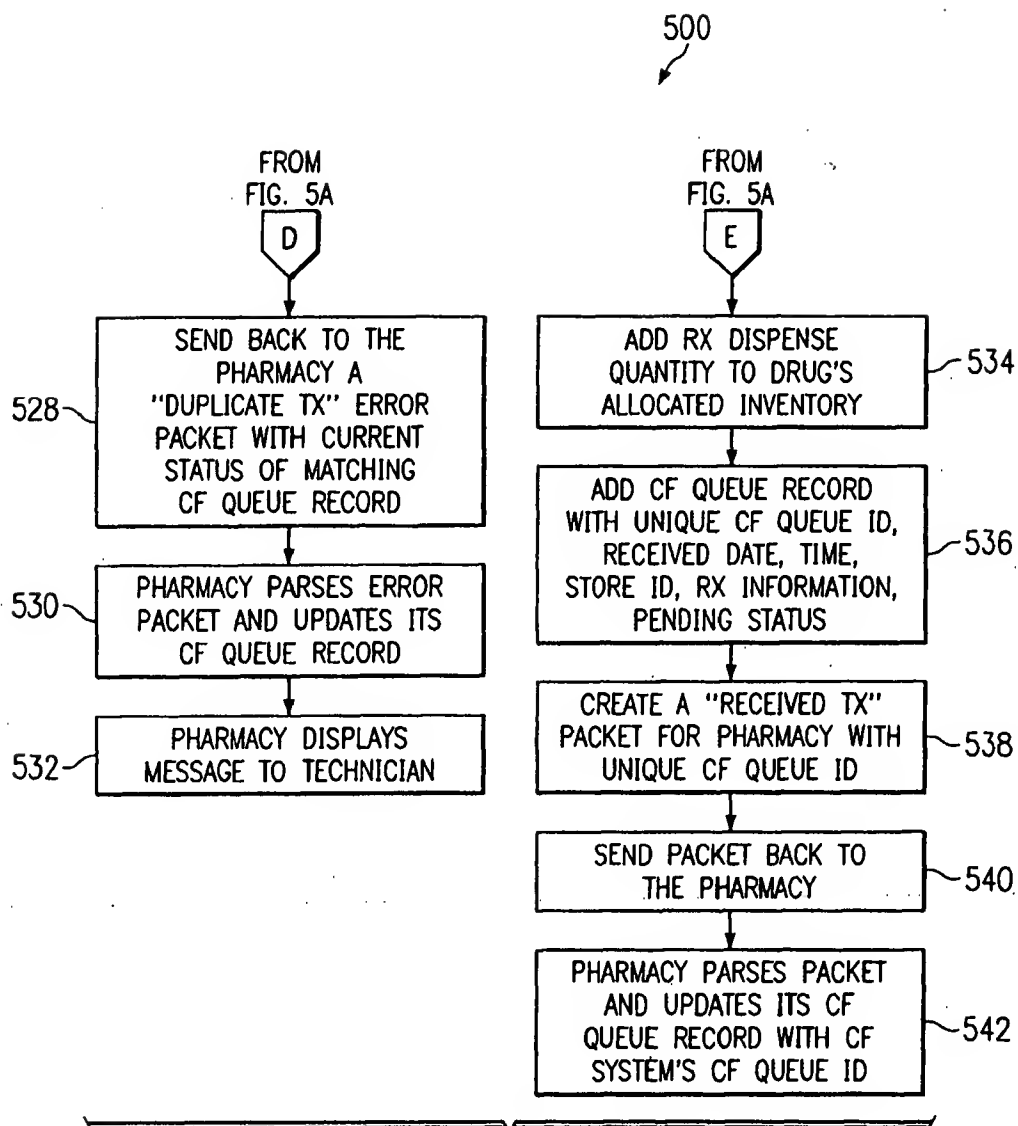 500
FROM
FIG. 5A
D
SEND BACK TO THE
PHARMACY A
"DUPLICATE TX" ERROR
PACKET WITH CURRENT
STATUS OF MATCHING
CF QUEUE RECORD
528
PHARMACY PARSES ERROR
PACKET AND UPDATES ITS
CF QUEUE RECORD
530
PHARMACY DISPLAYS
MESSAGE TO TECHNICIAN
532
FROM
FIG. 5A
E
ADD RX DISPENSE
QUANTITY TO DRUG'S
ALLOCATED INVENTORY
534
ADD CF QUEUE RECORD
WITH UNIQUE CF QUEUE ID,
RECEIVED DATE, TIME,
STORE ID, RX INFORMATION,
PENDING STATUS
536
CREATE A "RECEIVED TX"
PACKET FOR PHARMACY WITH
UNIQUE CF QUEUE ID
538
SEND PACKET BACK TO
THE PHARMACY
540
PHARMACY PARSES PACKET
AND UPDATES ITS CF
QUEUE RECORD WITH CF
SYSTEM'S CF QUEUE ID
542